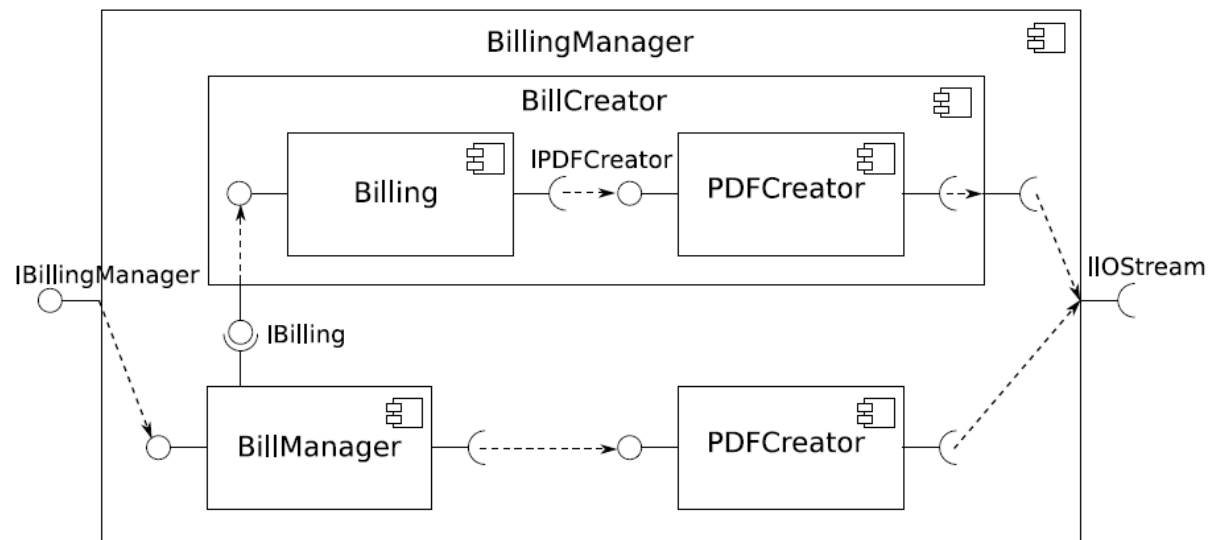 BillingManager
BillCreator
Billing
IPDFCreator
PDFCreator
IBillingManager
IIOStream
IBilling
BillManager
PDFCreator